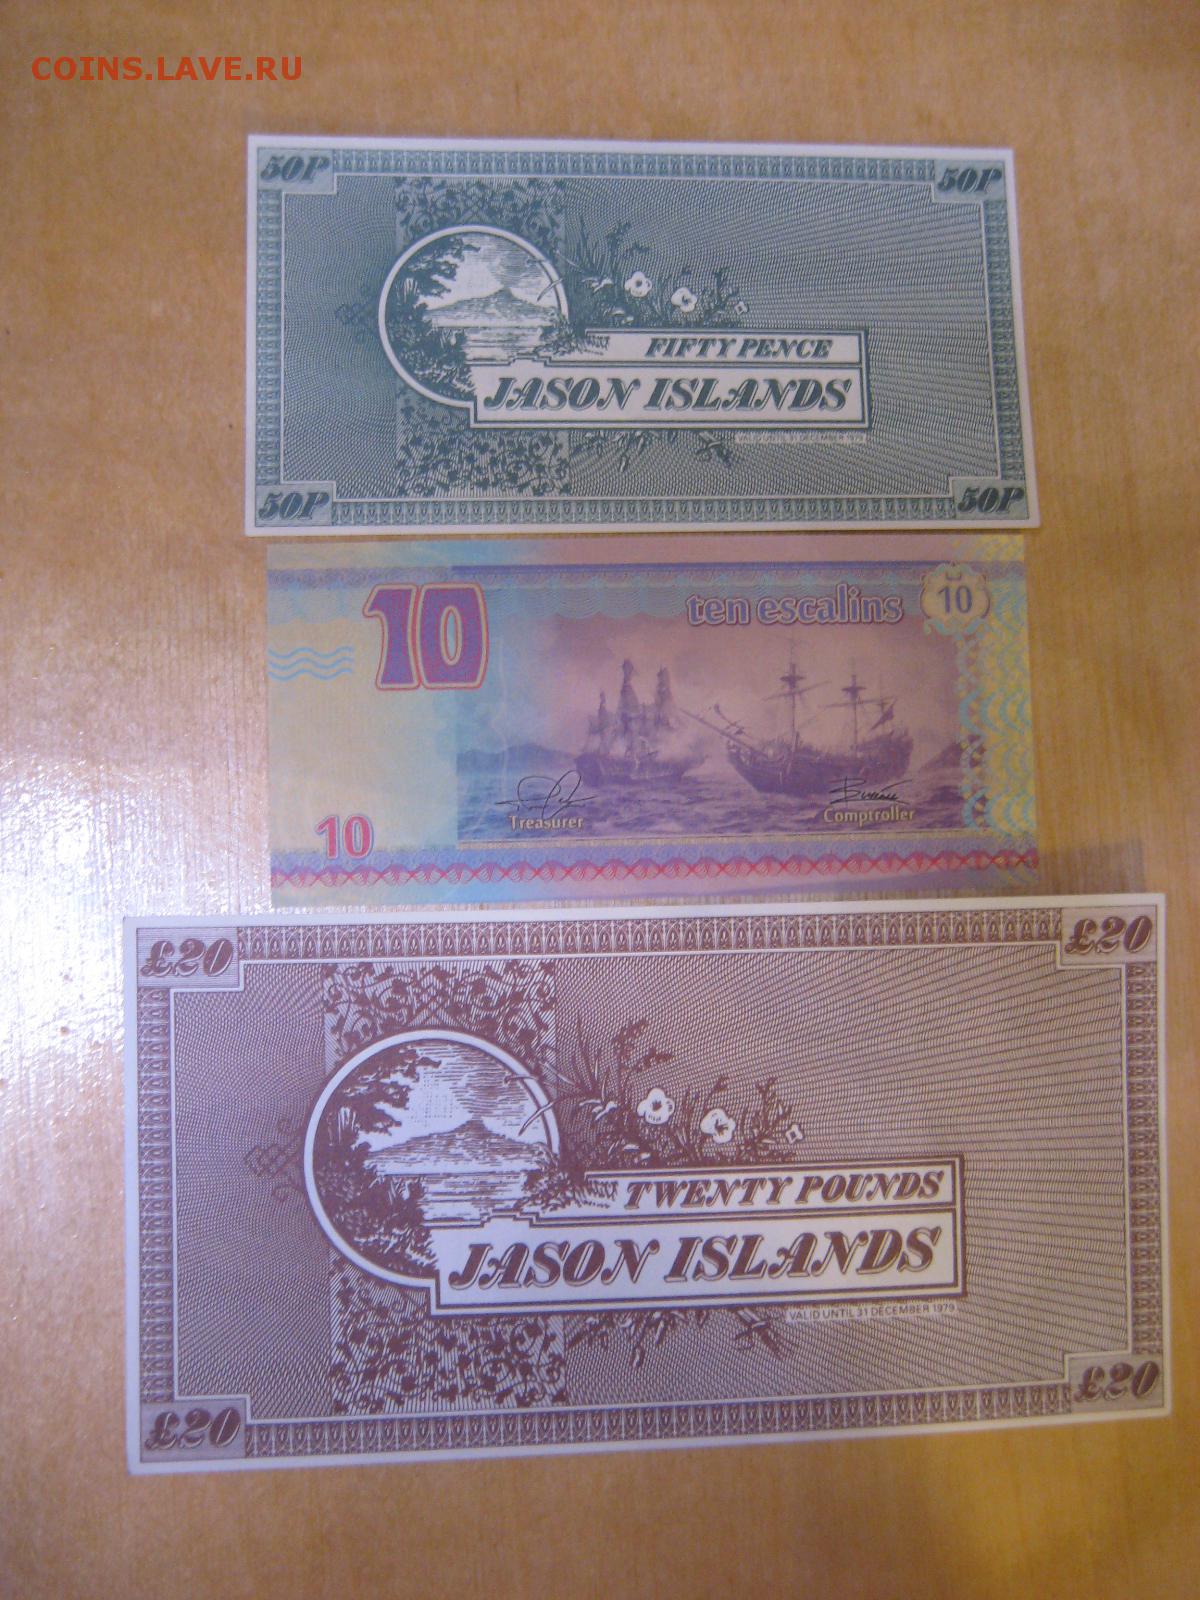 COINS.LAVE.RU
50P 50P
FIFTY PENCE
JASON ISLANDS
VALID UNTIL 31 DECEMBER 1979
50P 50P
10 ten escalins 10
Treasurer Comptroller
10
£20 £20
TWENTY POUNDS
JASON ISLANDS
VALID UNTIL 31 DECEMBER 1979
£20 £20